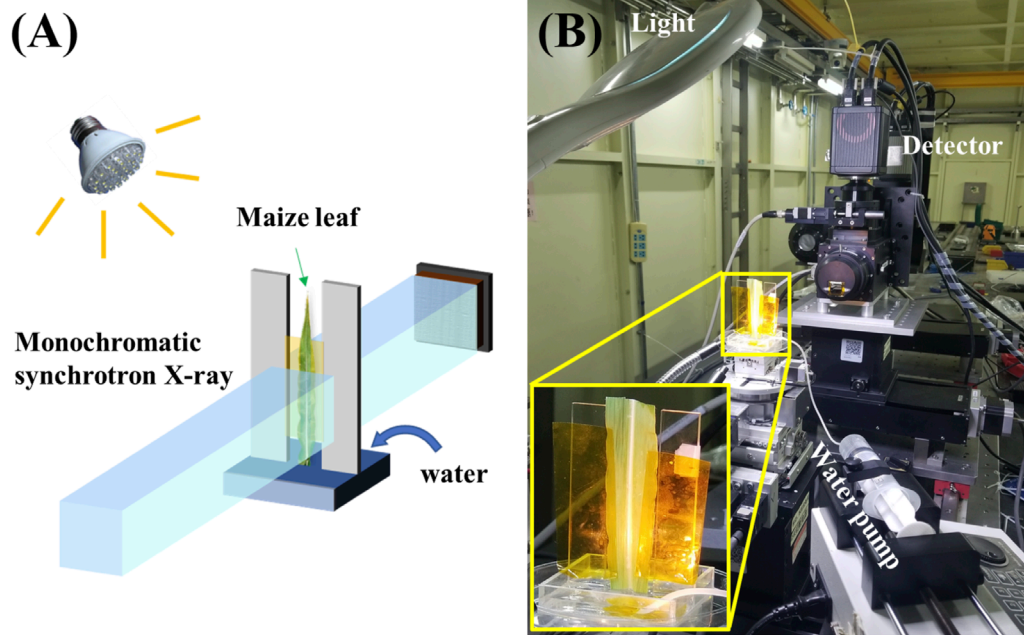 (A)
Maize leaf
Monochromatic
synchrotron X-ray
water
(B)
Light
Detector
Water pump